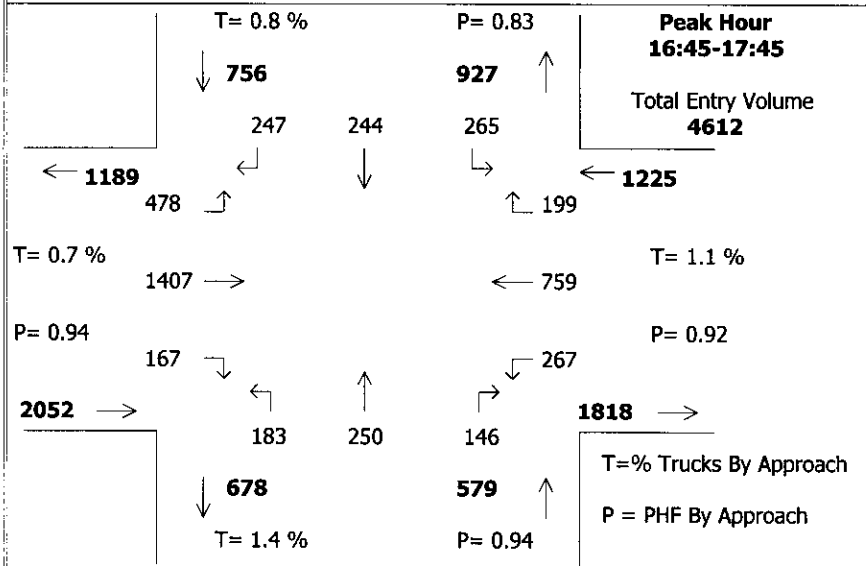 T= 0.8 % P= 0.83 Peak Hour
16:45-17:45
756 927
Total Entry Volume
247 244 265 4612
1189 1225
478 199
T= 0.7 % T= 1.1 %
1407 759
P= 0.94 P= 0.92
167 267
2052 1818
183 250 146
T=% Trucks By Approach
678 579
P = PHF By Approach
T= 1.4 % P= 0.94